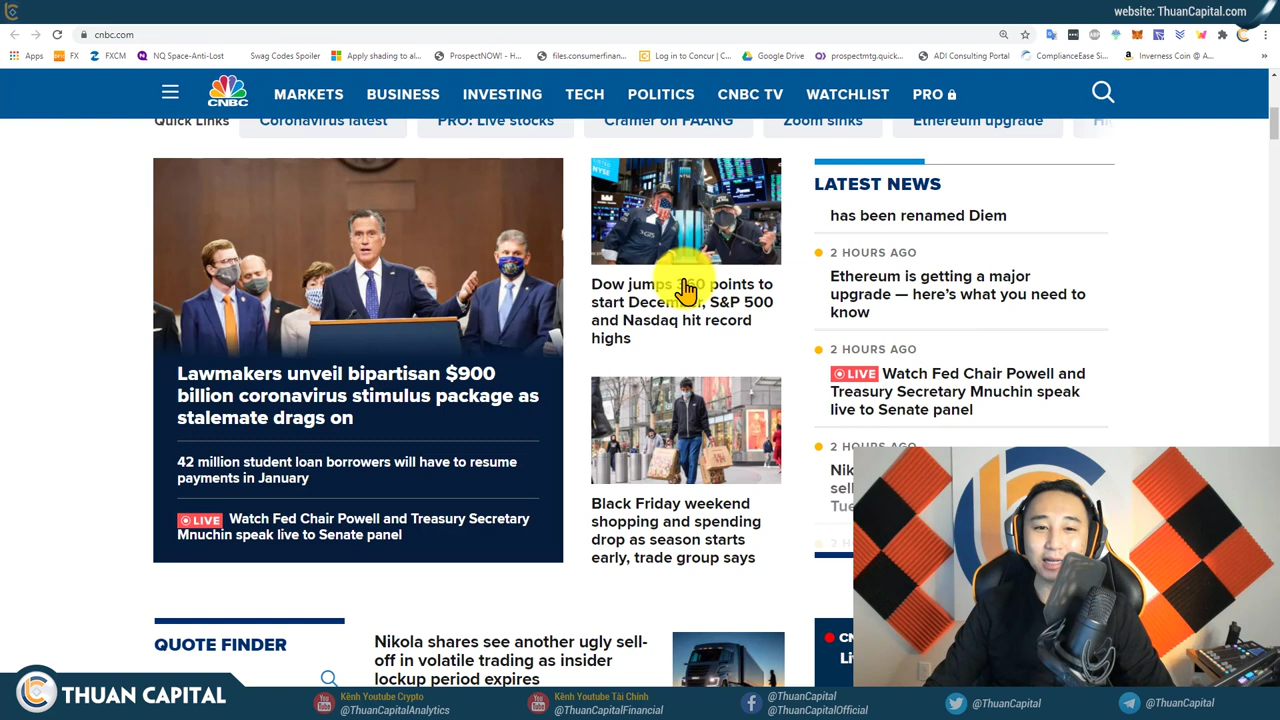 website: ThuanCapital.com
cnbc.com
Apps
FX
FXCM
NQ Space-Anti-Lost
Swag Codes Spoiler
Apply shading to al...
ProspectNOW! - H...
files.consumerfinan...
Log in to Concur | C...
Google Drive
prospectmtg.quick...
ADI Consulting Portal
ComplianceEase Si...
Inverness Coin @ A...
CNBC
MARKETS
BUSINESS
INVESTING
TECH
POLITICS
CNBC TV
WATCHLIST
PRO
Quick Links
Coronavirus latest
PRO: Live stocks
Cramer on FAANG
Zoom sinks
Ethereum upgrade
Lawmakers unveil bipartisan $900
billion coronavirus stimulus package as
stalemate drags on
42 million student loan borrowers will have to resume
payments in January
LIVE Watch Fed Chair Powell and Treasury Secretary
Mnuchin speak live to Senate panel
NYSE
Dow jumps points to
start December, S&P 500
and Nasdaq hit record
highs
Black Friday weekend
shopping and spending
drop as season starts
early, trade group says
LATEST NEWS
has been renamed Diem
2 HOURS AGO
Ethereum is getting a major
upgrade — here's what you need to
know
2 HOURS AGO
LIVE Watch Fed Chair Powell and
Treasury Secretary Mnuchin speak
live to Senate panel
2 HOURS AGO
QUOTE FINDER
Nikola shares see another ugly sell-
off in volatile trading as insider
lockup period expires
THUAN CAPITAL
Kênh Youtube Crypto
@ThuanCapitalAnalytics
Kênh Youtube Tài Chính
@ThuanCapitalFinancial
@ThuanCapital
@ThuanCapitalOfficial
@ThuanCapital
@ThuanCapital